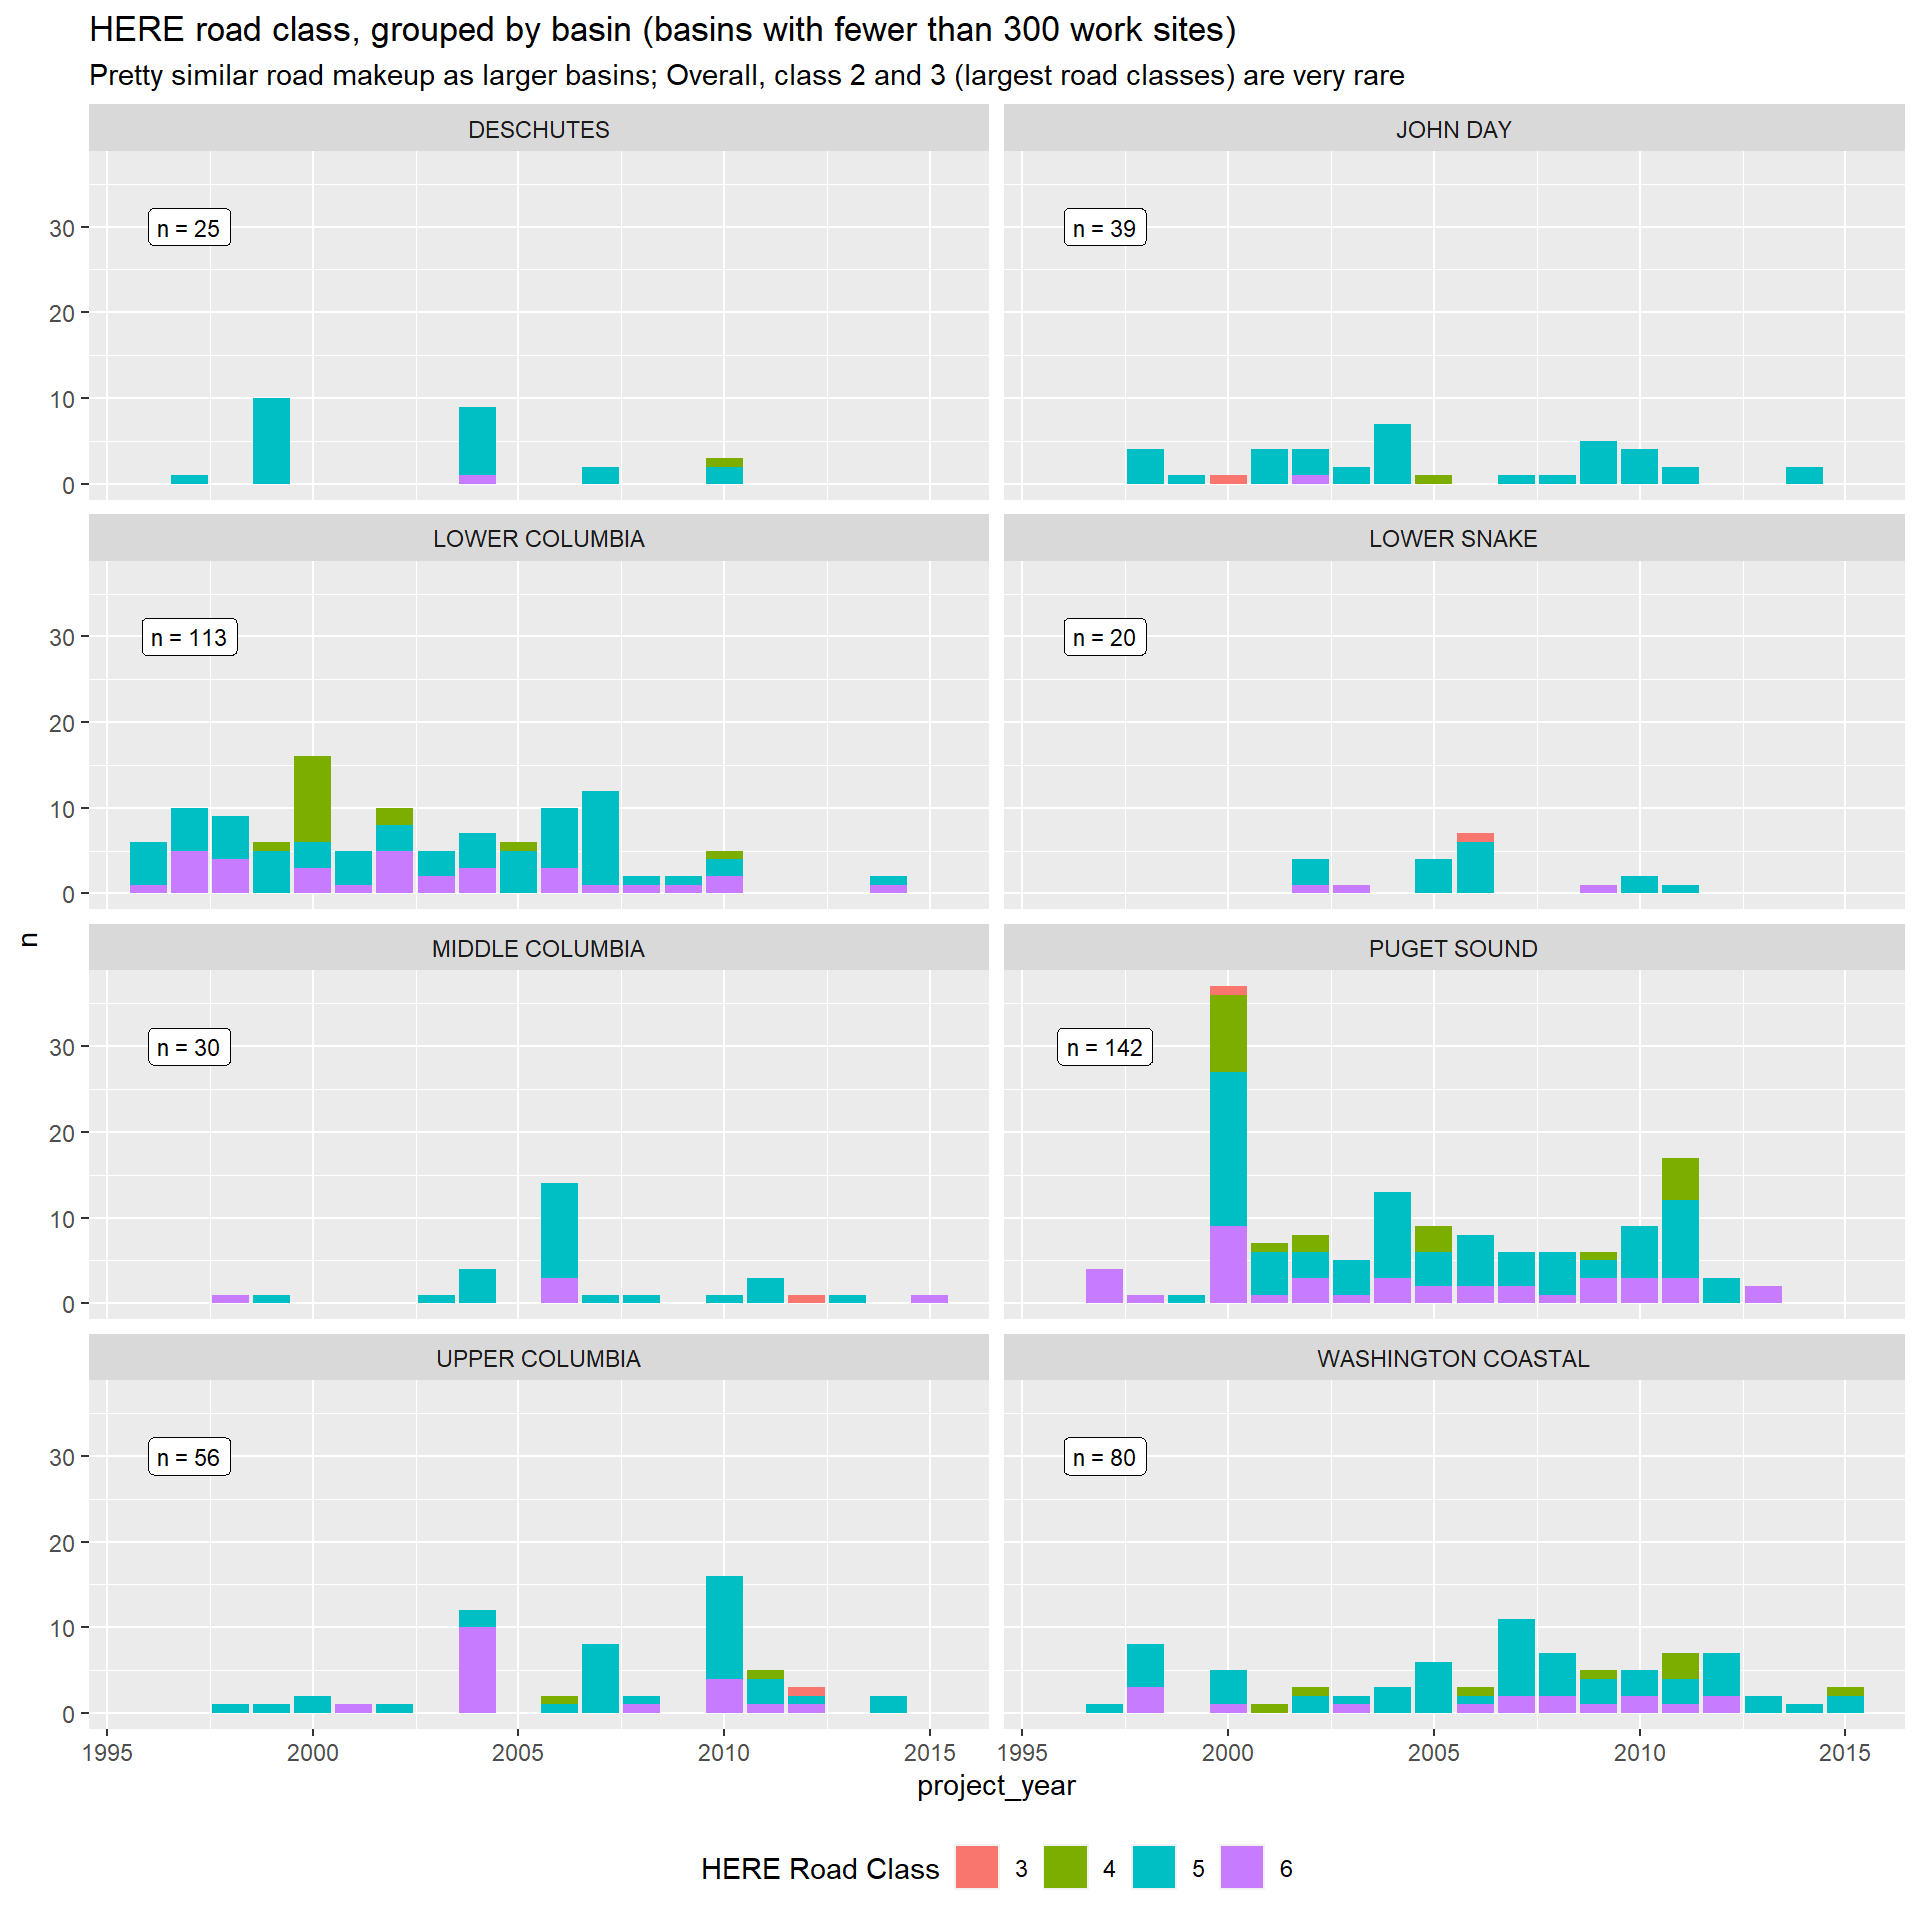 HERE road class, grouped by basin (basins with fewer than 300 work sites)
Pretty similar road makeup as larger basins; Overall, class 2 and 3 (largest road classes) are very rare
DESCHUTES
JOHN DAY
30
20
10
0
n = 25
n = 39
LOWER COLUMBIA
LOWER SNAKE
30
20
10
0
n = 113
n = 20
n
MIDDLE COLUMBIA
PUGET SOUND
30
20
10
0
n = 30
n = 142
UPPER COLUMBIA
WASHINGTON COASTAL
30
20
10
0
n = 56
n = 80
1995 2000 2005 2010 2015
1995 2000 2005 2010 2015
project_year
HERE Road Class 3 4 5 6